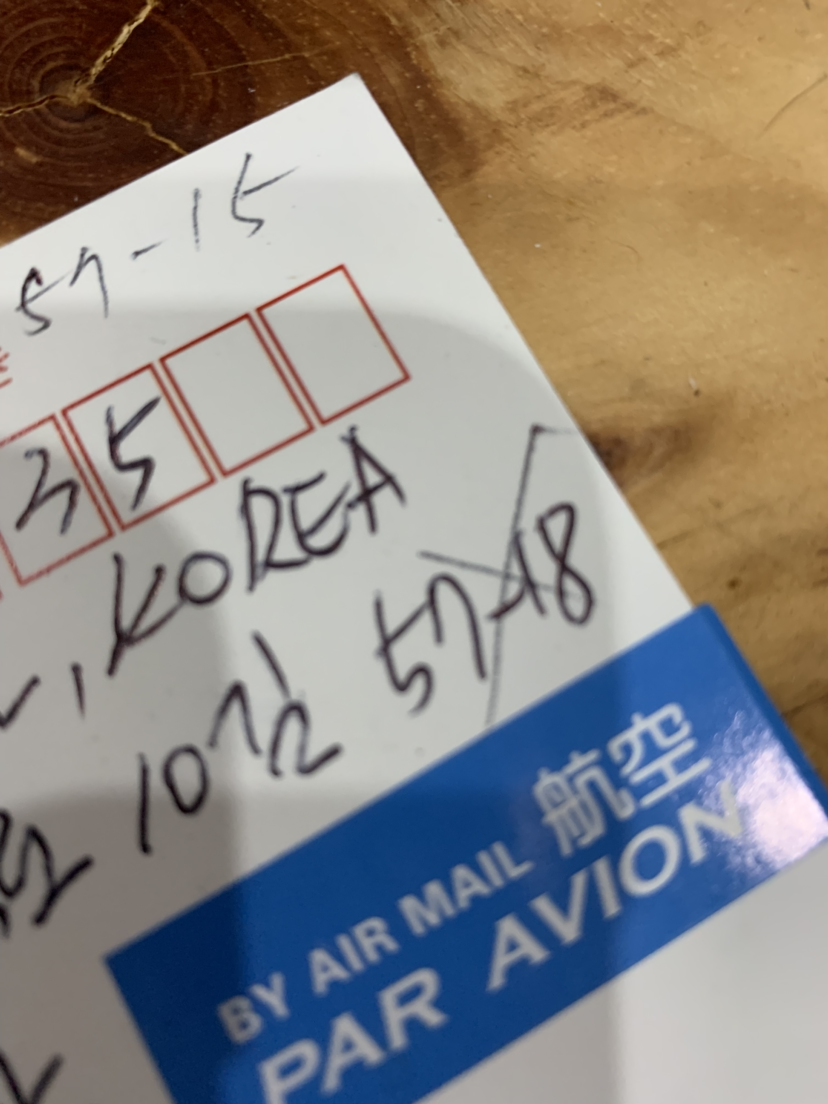 57-15
35
, KOREA
10길 57-18
BY AIR MAIL 航空
PAR AVION